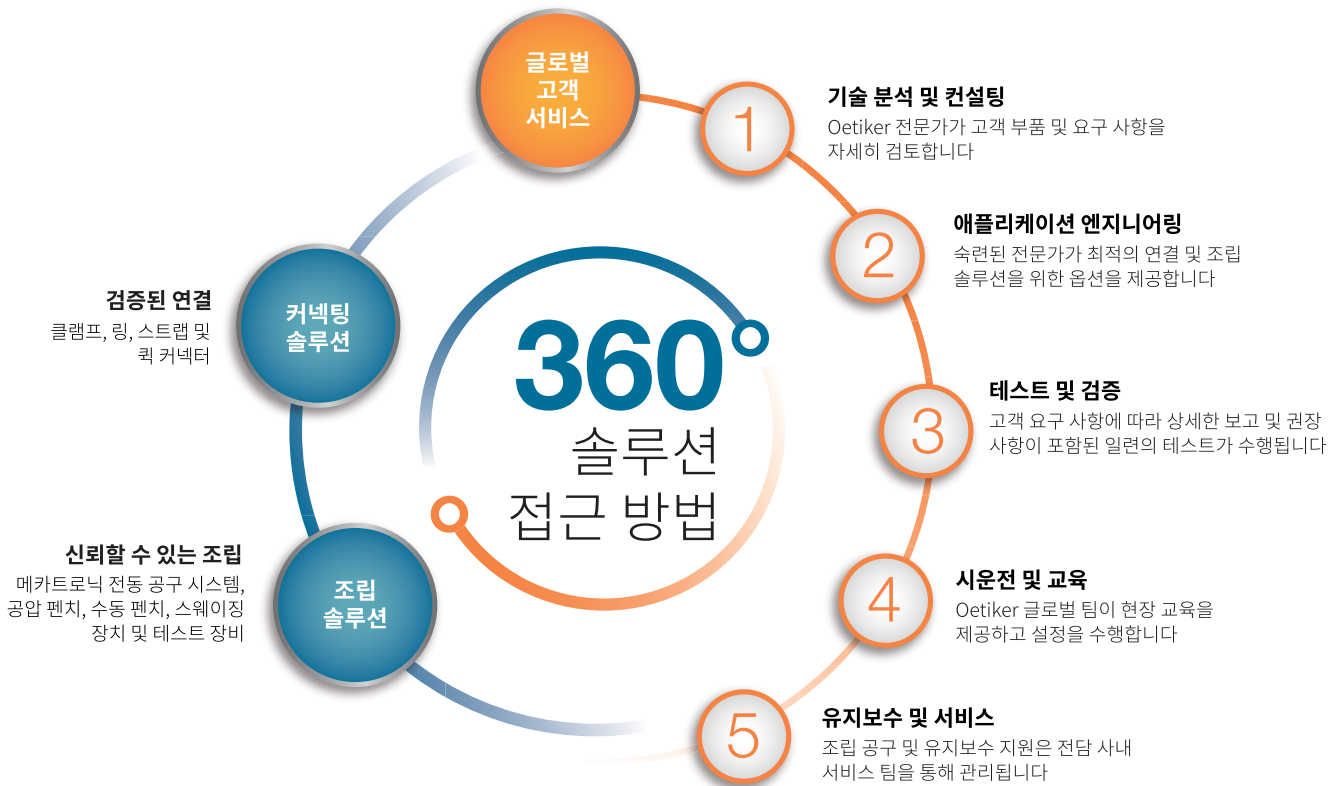 글로벌
고객
서비스
1
기술 분석 및 컨설팅
Oetiker 전문가가 고객 부품 및 요구 사항을
자세히 검토합니다
2
애플리케이션 엔지니어링
숙련된 전문가가 최적의 연결 및 조립
솔루션을 위한 옵션을 제공합니다
3
테스트 및 검증
고객 요구 사항에 따라 상세한 보고 및 권장
사항이 포함된 일련의 테스트가 수행됩니다
4
시운전 및 교육
Oetiker 글로벌 팀이 현장 교육을
제공하고 설정을 수행합니다
5
유지보수 및 서비스
조립 공구 및 유지보수 지원은 전담 사내
서비스 팀을 통해 관리됩니다
360°
솔루션
접근 방법
커넥팅
솔루션
검증된 연결
클램프, 링, 스트랩 및
퀵 커넥터
조립
솔루션
신뢰할 수 있는 조립
메카트로닉 전동 공구 시스템,
공압 펜치, 수동 펜치, 스웨이징
장치 및 테스트 장비